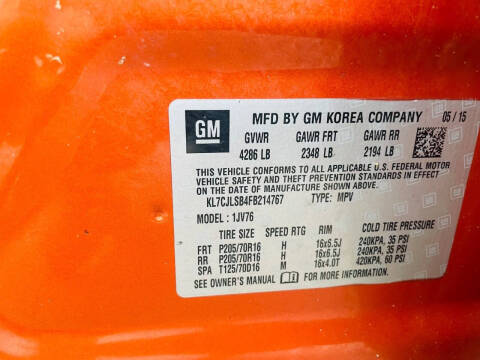 GM
MFD BY GM KOREA COMPANY 05 / 15
GVWR GAWR FRT GAWR RR
4286 LB 2348 LB 2194 LB
THIS VEHICLE CONFORMS TO ALL APPLICABLE U.S. FEDERAL MOTOR
VEHICLE SAFETY AND THEFT PREVENTION STANDARDS IN EFFECT
ON THE DATE OF MANUFACTURE SHOWN ABOVE.
KL7CJLSB4FB214767 TYPE: MPV
MODEL: 1JV76
TIRE SIZE SPEED RTG RIM COLD TIRE PRESSURE
FRT P205/70R16 H 16x6.5J 240KPA, 35 PSI
RR P205/70R16 H 16x6.5J 240KPA, 35 PSI
SPA T125/70D16 M 16x4.0T 420KPA, 60 PSI
SEE OWNER'S MANUAL FOR MORE INFORMATION.